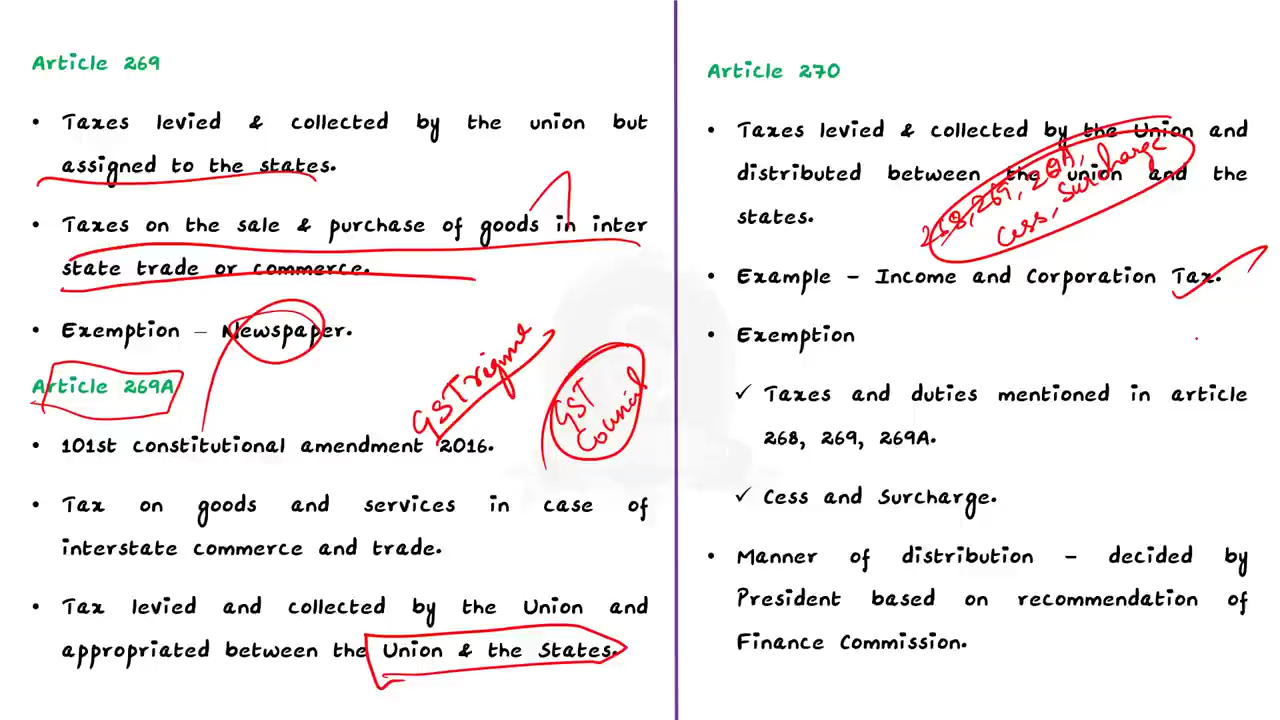 Article 269
• Taxes levied & collected by the union but
assigned to the states.
• Taxes on the sale & purchase of goods in inter
state trade or commerce.
• Exemption – Newspaper.
Article 269A
GST regime
GST
Council
• 101st constitutional amendment 2016.
• Tax on goods and services in case of
interstate commerce and trade.
• Tax levied and collected by the Union and
appropriated between the Union & the States.
Article 270
• Taxes levied & collected by the Union and
distributed between the union and the
states.
268, 269, 269A,
Cess, Surcharge
• Example – Income and Corporation Tax.
• Exemption
✓ Taxes and duties mentioned in article
268, 269, 269A.
✓ Cess and Surcharge.
• Manner of distribution – decided by
President based on recommendation of
Finance Commission.